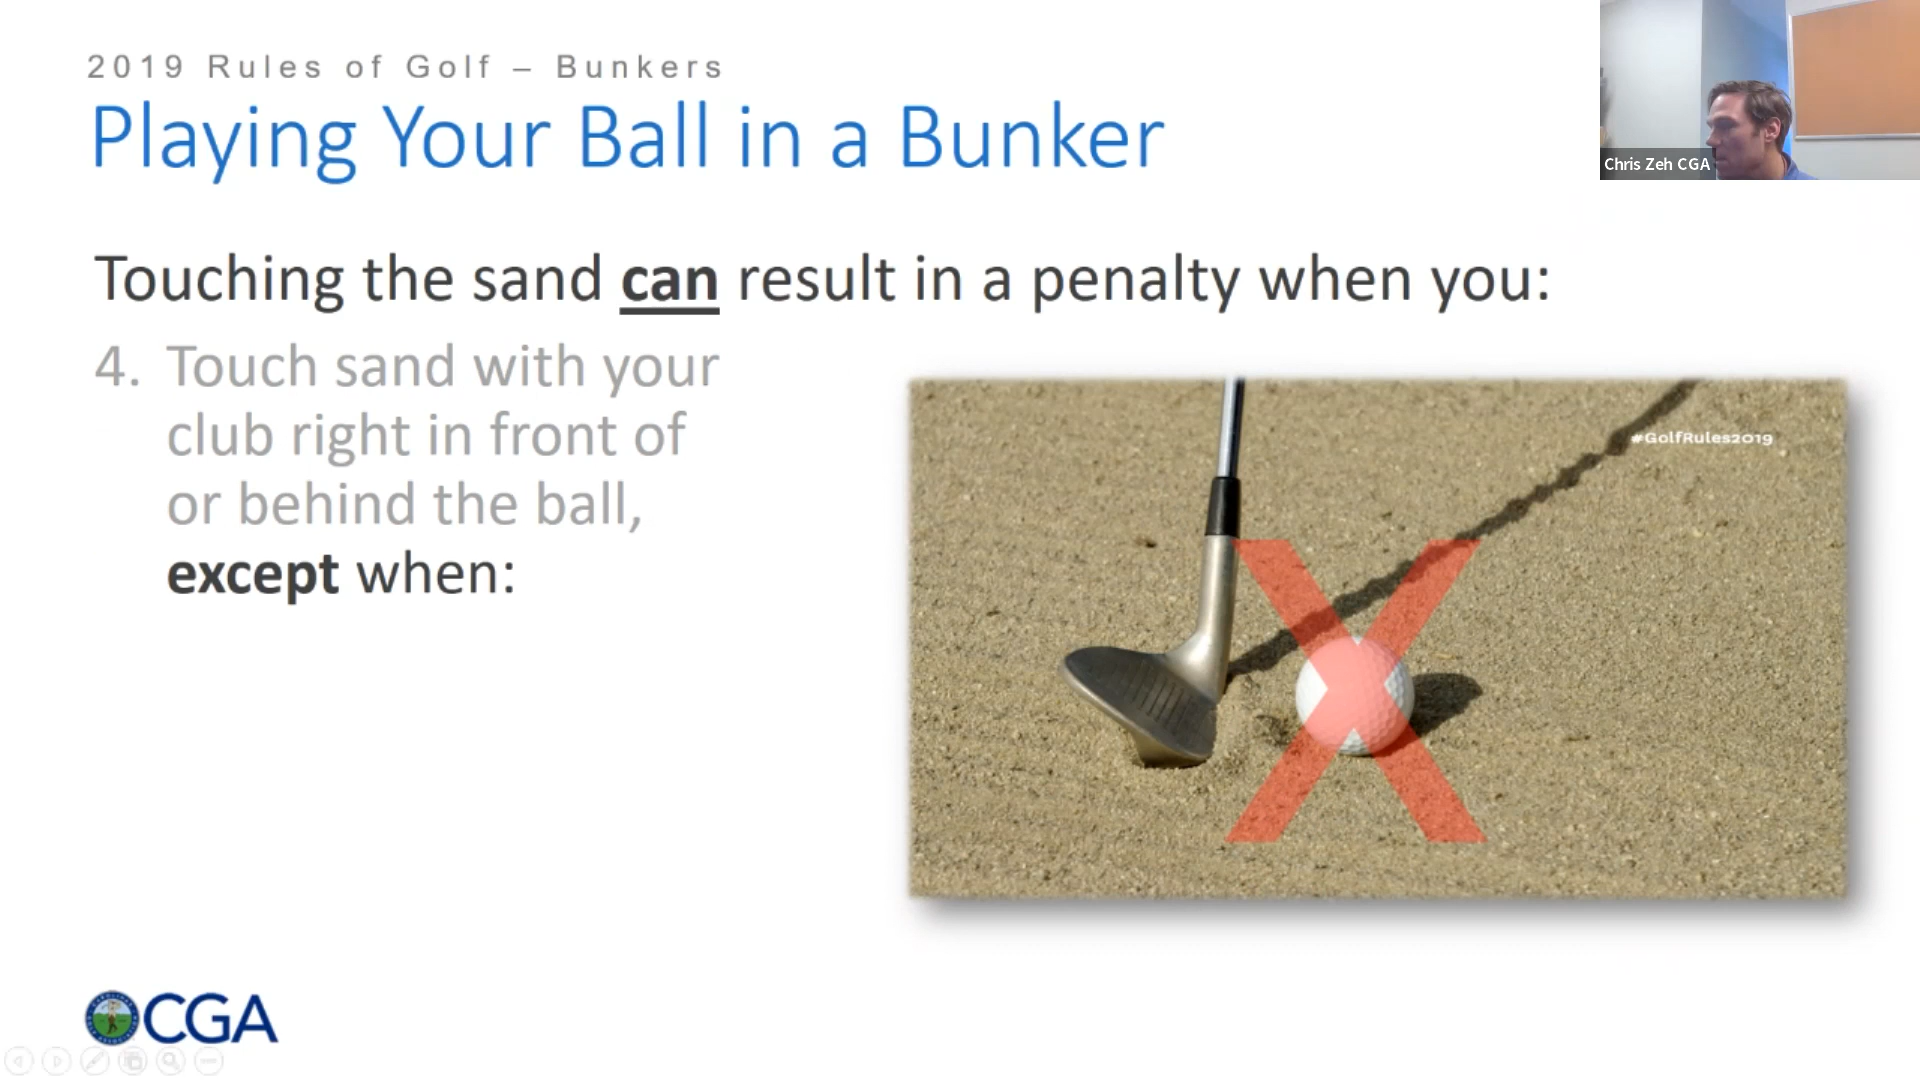 2019 Rules of Golf – Bunkers
Playing Your Ball in a Bunker
Chris Zeh CGA
Touching the sand can result in a penalty when you:
4. Touch sand with your
club right in front of
or behind the ball,
except when:
#GolfRules2019
CGA